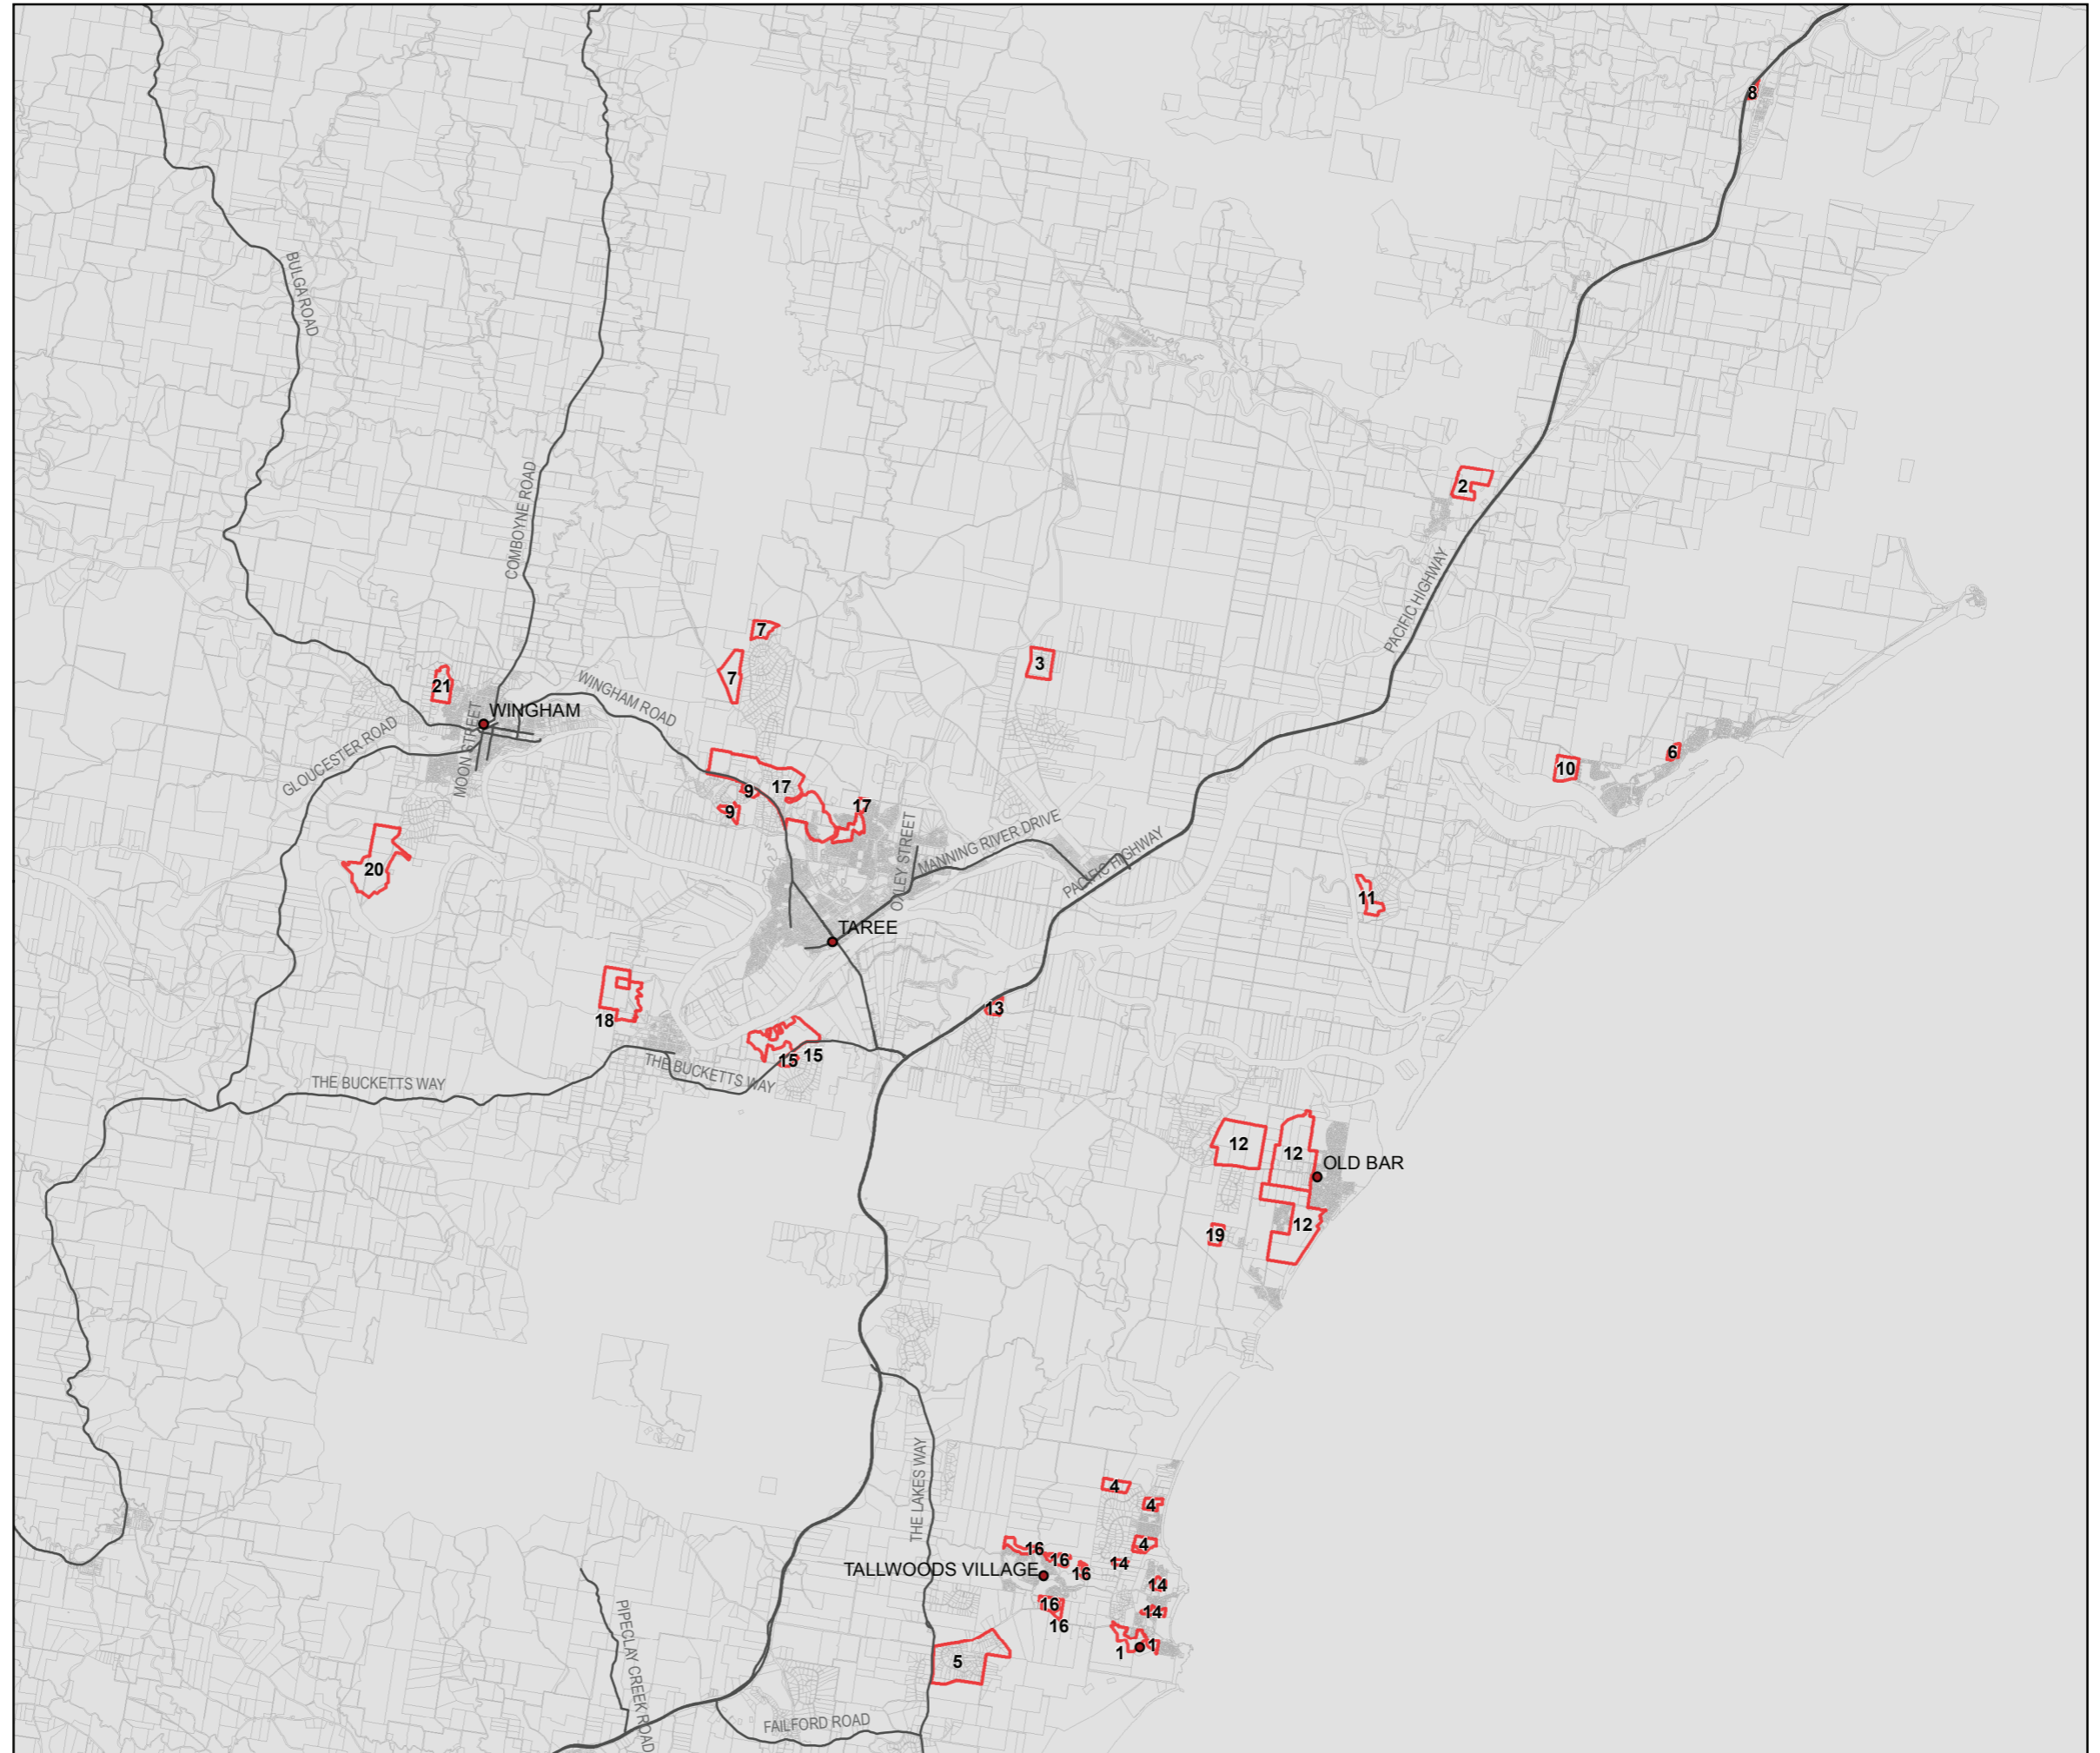 8
BULGA ROAD
COMBOYNE ROAD
2
PACIFIC HIGHWAY
7
3
7
21
WINGHAM ROAD
WINGHAM
MOON STREET
GLOUCESTER ROAD
6
10
17
9
17
9
OXLEY STREET
MANNING RIVER DRIVE
PACIFIC HIGHWAY
20
11
TAREE
13
18
15
15
THE BUCKETTS WAY
THE BUCKETTS WAY
12
12
OLD BAR
12
19
THE LAKES WAY
4
4
4
16
16
14
16
TALLWOODS VILLAGE
14
16
14
16
1
1
5
PIPECLAY CREEK ROAD
FAILFORD ROAD